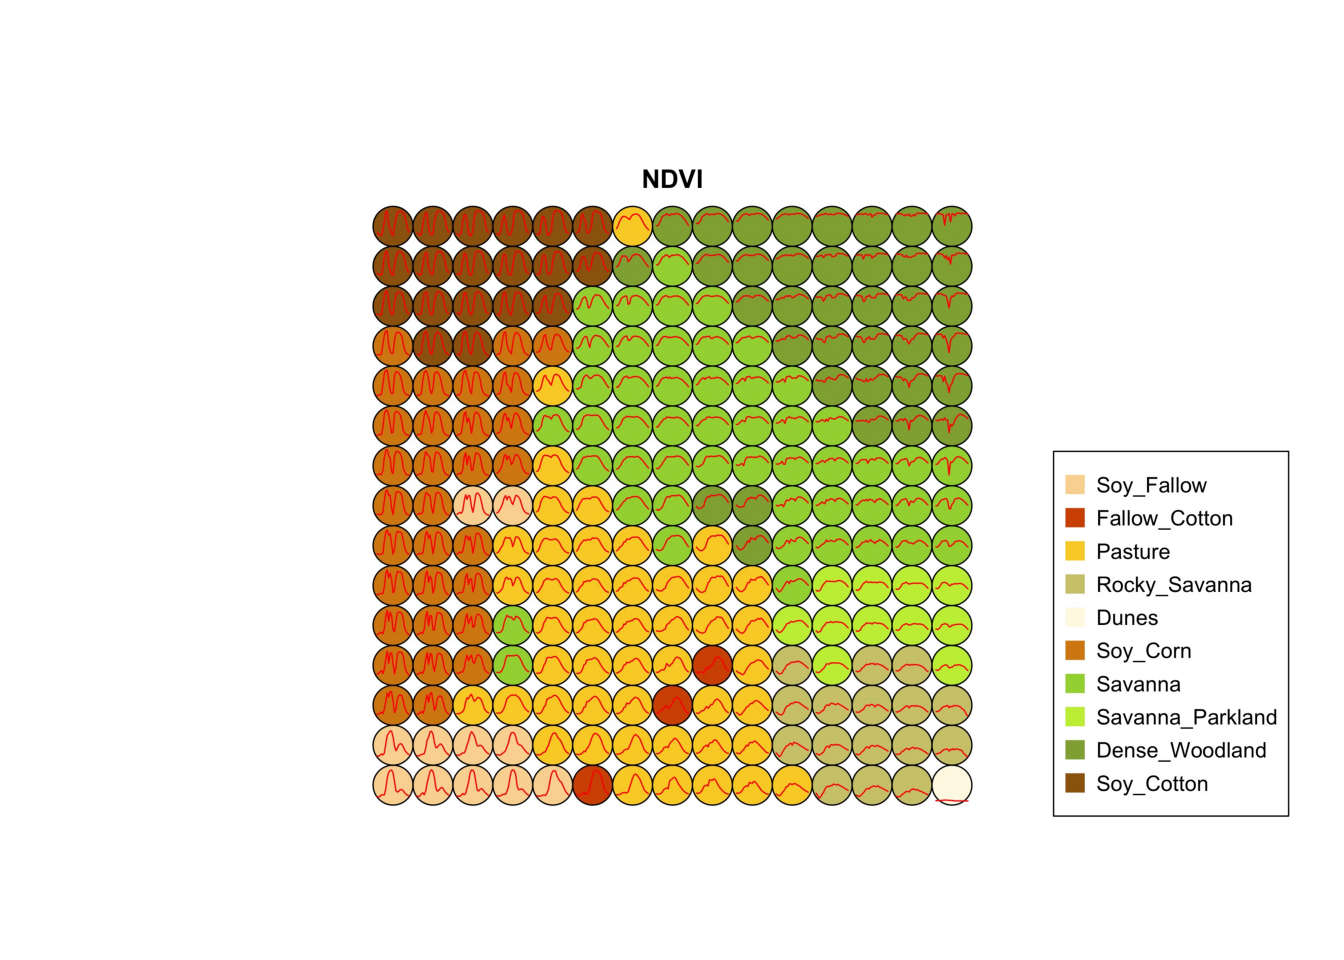 NDVI
Soy_Fallow
Fallow_Cotton
Pasture
Rocky_Savanna
Dunes
Soy_Corn
Savanna
Savanna_Parkland
Dense_Woodland
Soy_Cotton